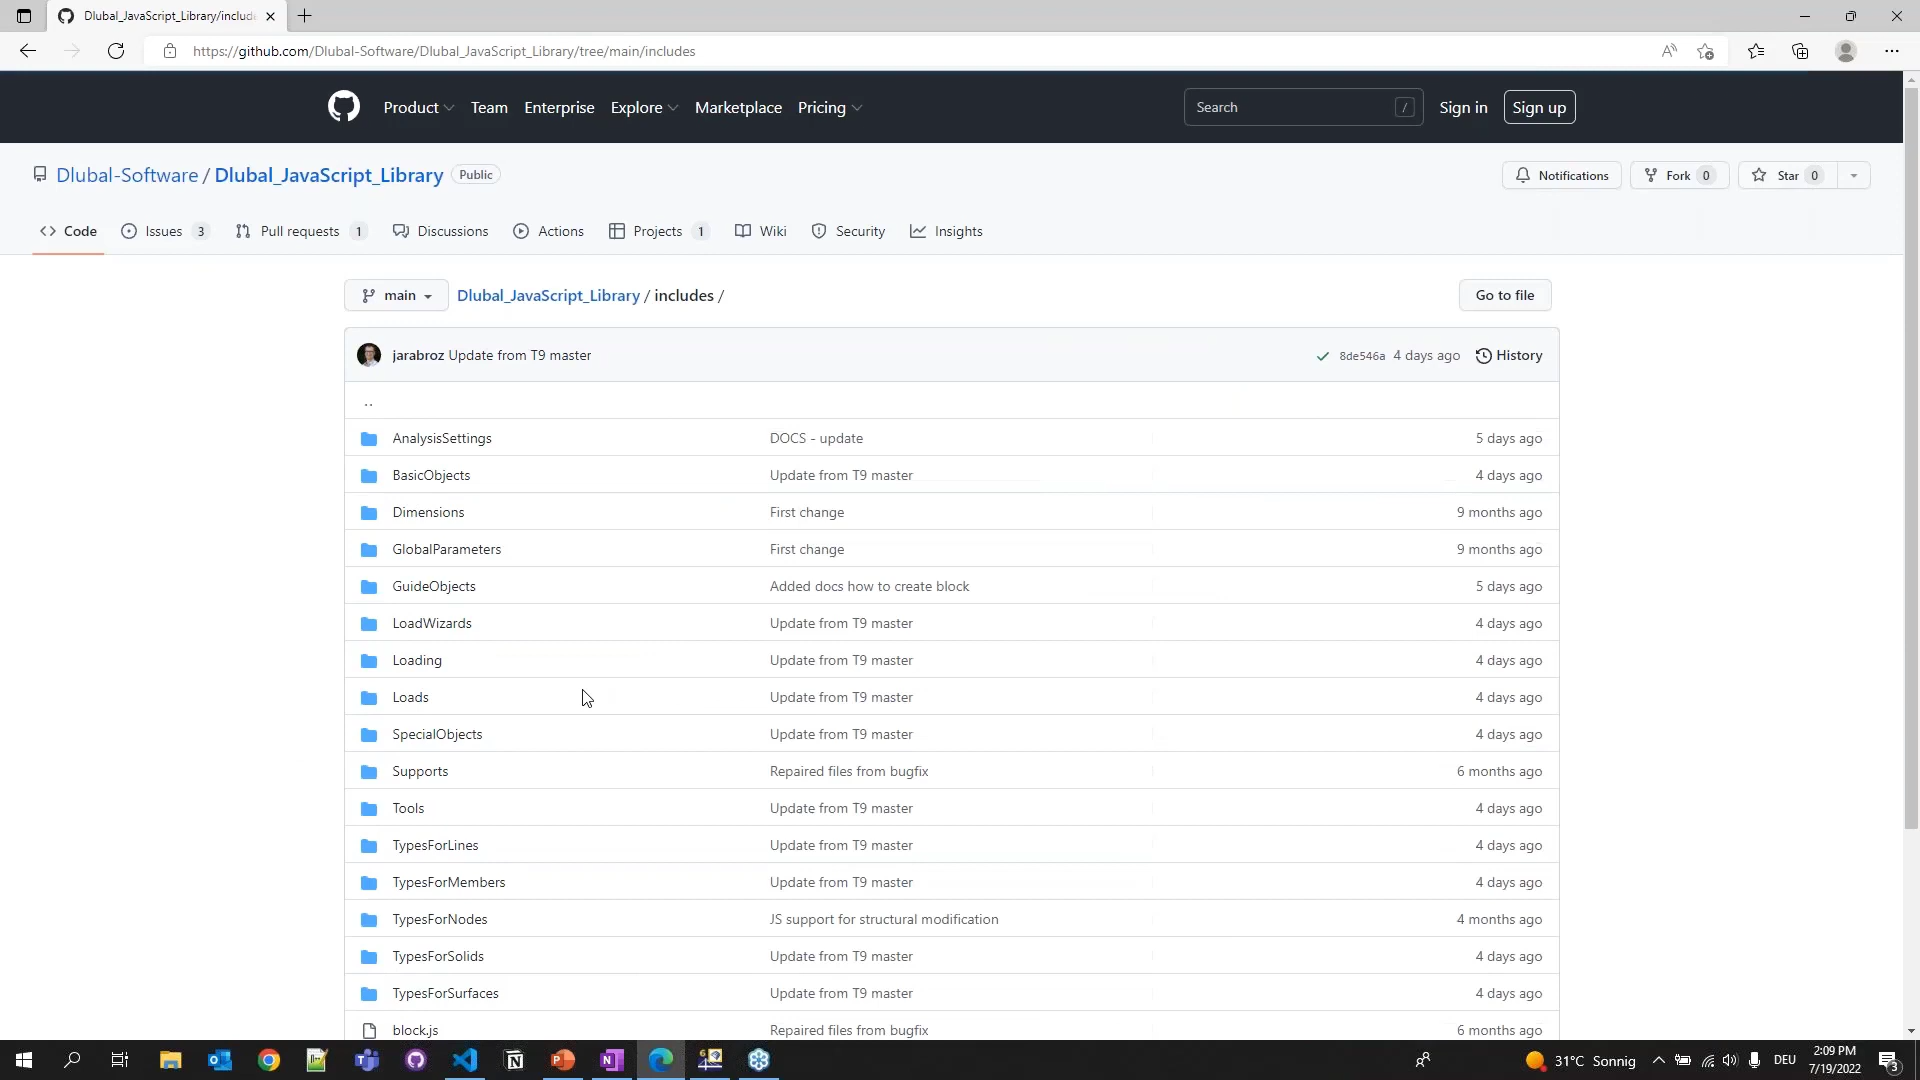 Dlubal_JavaScript_Library/includ
https://github.com/Dlubal-Software/Dlubal_JavaScript_Library/tree/main/includes
Product Team Enterprise Explore Marketplace Pricing Search / Sign in Sign up
Dlubal-Software / Dlubal_JavaScript_Library Public Notifications Fork 0 Star 0
Code Issues 3 Pull requests 1 Discussions Actions Projects 1 Wiki Security Insights
main Dlubal_JavaScript_Library / includes / Go to file
jarabroz Update from T9 master 8de546a 4 days ago History
..
AnalysisSettings DOCS - update 5 days ago
BasicObjects Update from T9 master 4 days ago
Dimensions First change 9 months ago
GlobalParameters First change 9 months ago
GuideObjects Added docs how to create block 5 days ago
LoadWizards Update from T9 master 4 days ago
Loading Update from T9 master 4 days ago
Loads Update from T9 master 4 days ago
SpecialObjects Update from T9 master 4 days ago
Supports Repaired files from bugfix 6 months ago
Tools Update from T9 master 4 days ago
TypesForLines Update from T9 master 4 days ago
TypesForMembers Update from T9 master 4 days ago
TypesForNodes JS support for structural modification 4 months ago
TypesForSolids Update from T9 master 4 days ago
TypesForSurfaces Update from T9 master 4 days ago
block.js Repaired files from bugfix 6 months ago
31°C Sonnig DEU 2:09 PM
7/19/2022 3